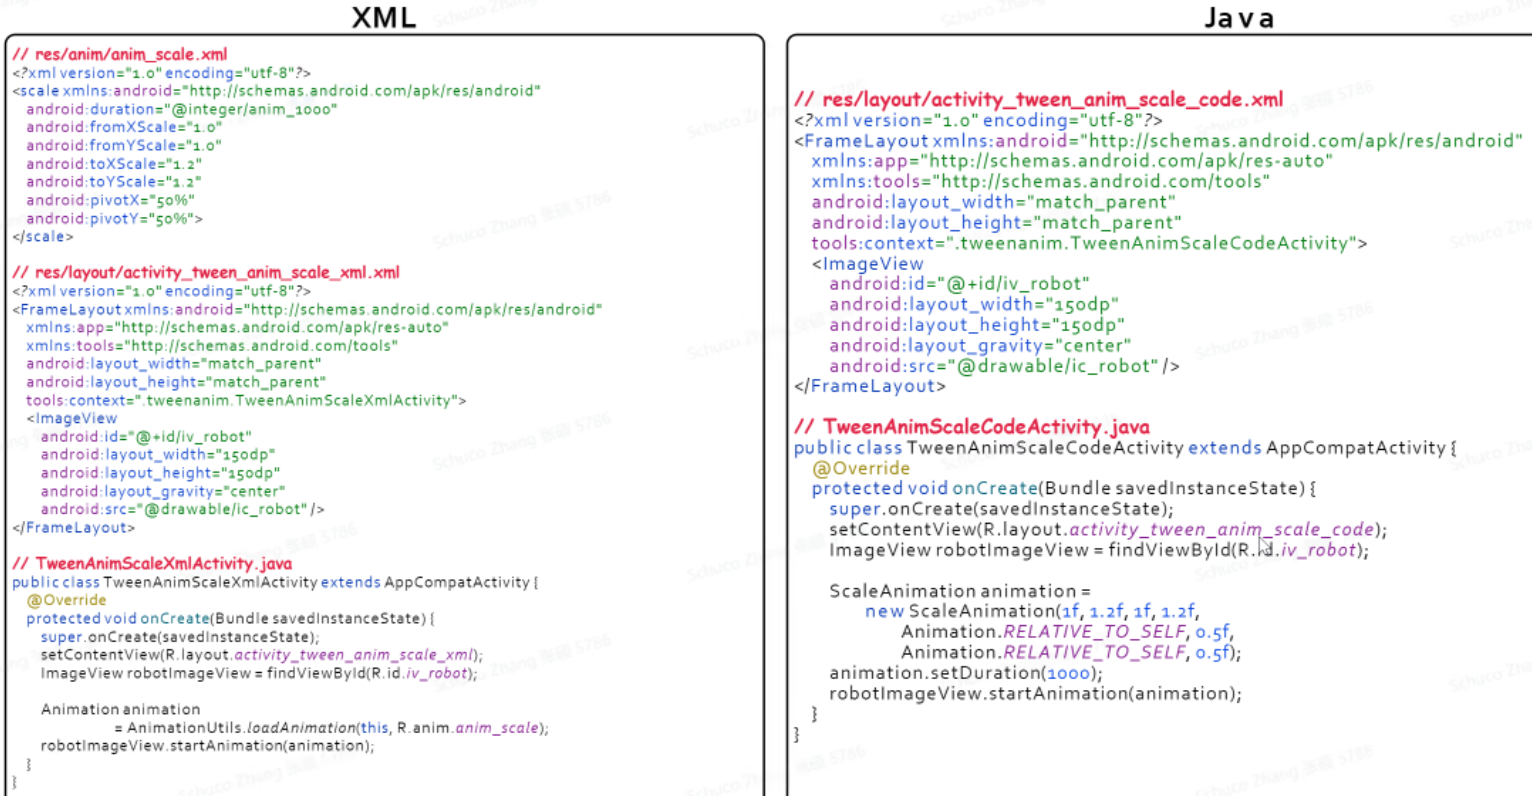 XML
// res/anim/anim_scale.xml
<?xml version="1.0" encoding="utf-8"?>
<scale xmlns:android="http://schemas.android.com/apk/res/android"
android:duration="@integer/anim_1000"
android:fromXScale="1.0"
android:fromYScale="1.0"
android:toXScale="1.2"
android:toYScale="1.2"
android:pivotX="50%"
android:pivotY="50%">
</scale>
// res/layout/activity_tween_anim_scale_xml.xml
<?xml version="1.0" encoding="utf-8"?>
<FrameLayout xmlns:android="http://schemas.android.com/apk/res/android"
xmlns:app="http://schemas.android.com/apk/res-auto"
xmlns:tools="http://schemas.android.com/tools"
android:layout_width="match_parent"
android:layout_height="match_parent"
tools:context=".tweenanim.TweenAnimScaleXmlActivity">
<ImageView
android:id="@+id/iv_robot"
android:layout_width="150dp"
android:layout_height="150dp"
android:layout_gravity="center"
android:src="@drawable/ic_robot" />
</FrameLayout>
// TweenAnimScaleXmlActivity.java
public class TweenAnimScaleXmlActivity extends AppCompatActivity {
@Override
protected void onCreate(Bundle savedInstanceState) {
super.onCreate(savedInstanceState);
setContentView(R.layout.activity_tween_anim_scale_xml);
ImageView robotImageView = findViewById(R.id.iv_robot);
Animation animation
= AnimationUtils.loadAnimation(this, R.anim.anim_scale);
robotImageView.startAnimation(animation);
}
}
Java
// res/layout/activity_tween_anim_scale_code.xml
<?xml version="1.0" encoding="utf-8"?>
<FrameLayout xmlns:android="http://schemas.android.com/apk/res/android"
xmlns:app="http://schemas.android.com/apk/res-auto"
xmlns:tools="http://schemas.android.com/tools"
android:layout_width="match_parent"
android:layout_height="match_parent"
tools:context=".tweenanim.TweenAnimScaleCodeActivity">
<ImageView
android:id="@+id/iv_robot"
android:layout_width="150dp"
android:layout_height="150dp"
android:layout_gravity="center"
android:src="@drawable/ic_robot" />
</FrameLayout>
// TweenAnimScaleCodeActivity.java
public class TweenAnimScaleCodeActivity extends AppCompatActivity {
@Override
protected void onCreate(Bundle savedInstanceState) {
super.onCreate(savedInstanceState);
setContentView(R.layout.activity_tween_anim_scale_code);
ImageView robotImageView = findViewById(R.id.iv_robot);
ScaleAnimation animation =
new ScaleAnimation(1f, 1.2f, 1f, 1.2f,
Animation.RELATIVE_TO_SELF, 0.5f,
Animation.RELATIVE_TO_SELF, 0.5f);
animation.setDuration(1000);
robotImageView.startAnimation(animation);
}
}